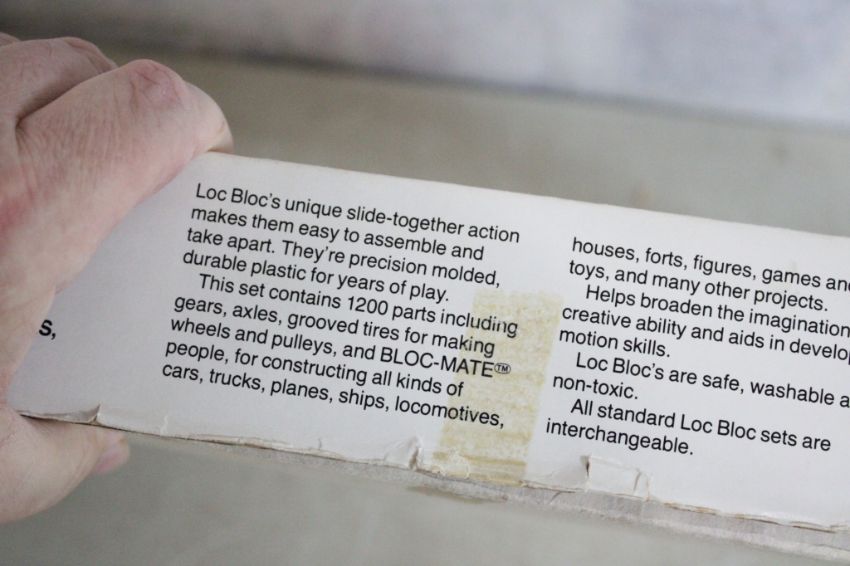 s,
Loc Bloc's unique slide-together action
makes them easy to assemble and
take apart. They're precision molded,
durable plastic for years of play.
This set contains 1200 parts including
gears, axles, grooved tires for making
wheels and pulleys, and BLOC-MATE™
people, for constructing all kinds of
cars, trucks, planes, ships, locomotives,
houses, forts, figures, games and
toys, and many other projects.
Helps broaden the imagination
creative ability and aids in develo
motion skills.
Loc Bloc's are safe, washable a
non-toxic.
All standard Loc Bloc sets are
interchangeable.